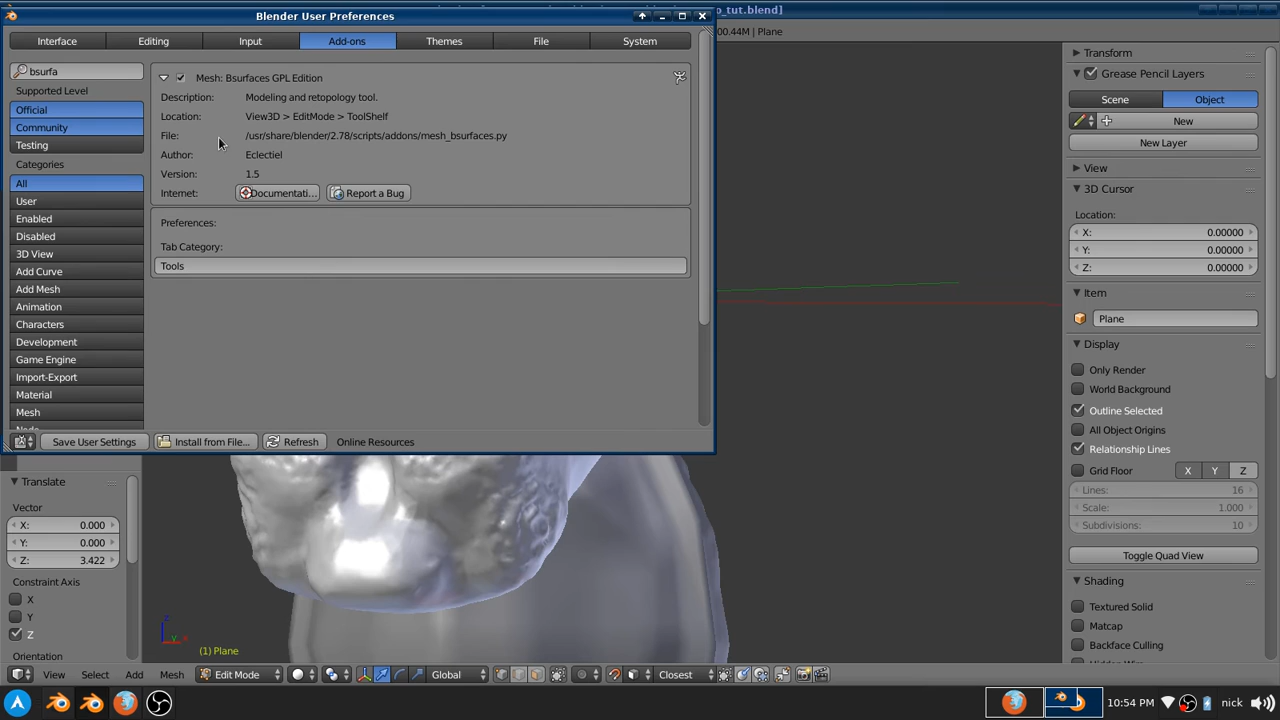 Blender User Preferences
o_tut.blend]
Interface Editing Input Add-ons Themes File System
00.44M | Plane
bsurfa
Supported Level
Official
Community
Testing
Categories
All
User
Enabled
Disabled
3D View
Add Curve
Add Mesh
Animation
Characters
Development
Game Engine
Import-Export
Material
Mesh
Mesh: Bsurfaces GPL Edition
Description: Modeling and retopology tool.
Location: View3D > EditMode > ToolShelf
File: /usr/share/blender/2.78/scripts/addons/mesh_bsurfaces.py
Author: Eclectiel
Version: 1.5
Internet: Documentati... Report a Bug
Preferences:
Tab Category:
Tools
Save User Settings Install from File... Refresh Online Resources
Transform
Grease Pencil Layers
Scene Object
New
New Layer
View
3D Cursor
Location:
X: 0.00000
Y: 0.00000
Z: 0.00000
Item
Plane
Display
Only Render
World Background
Outline Selected
All Object Origins
Relationship Lines
Grid Floor X Y Z
Lines: 16
Scale: 1.000
Subdivisions: 10
Toggle Quad View
Shading
Textured Solid
Matcap
Backface Culling
Translate
Vector
X: 0.000
Y: 0.000
Z: 3.422
Constraint Axis
X
Y
Z
Orientation
z
y x
(1) Plane
View Select Add Mesh Edit Mode Global Closest
10:54 PM nick